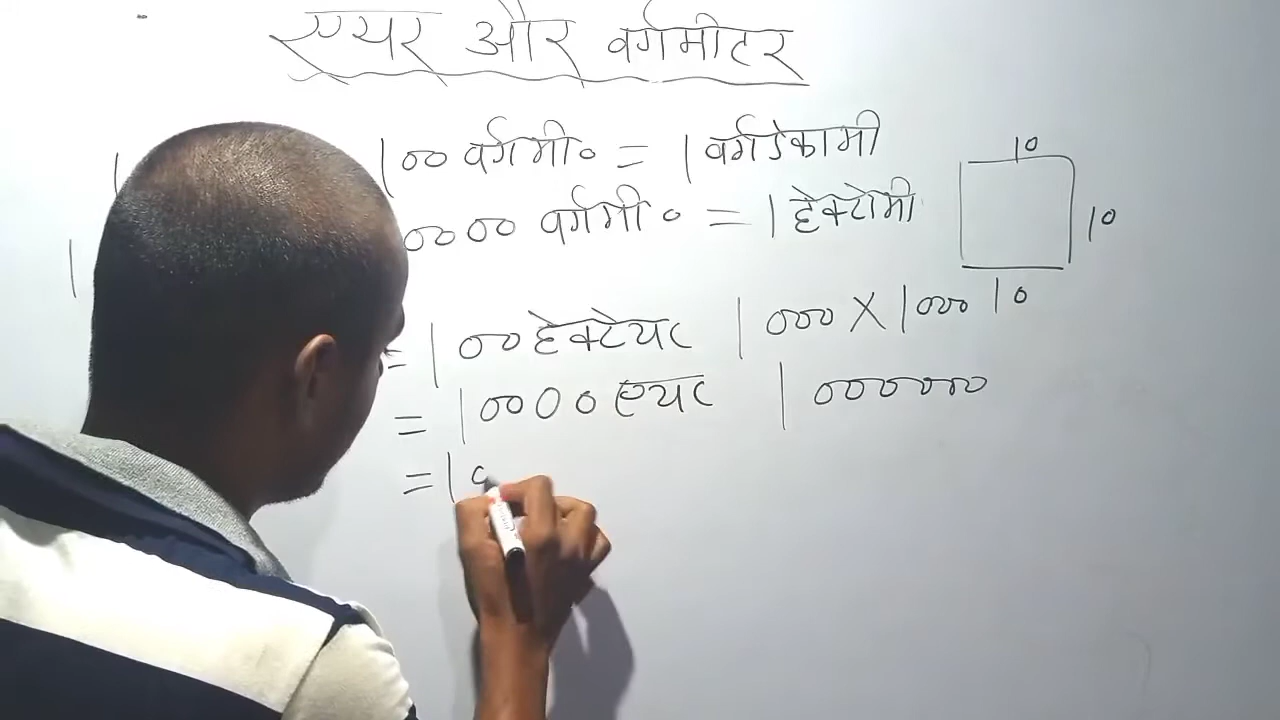 एयर और वर्गमीटर
100 वर्गमी० = 1 वर्गडेकामी
0000 वर्गमी० = 1 हेक्टोमी
10
10
10
= 100 हेक्टेयर
1000 X 1000
= 10000 एयर
1000000
= 10